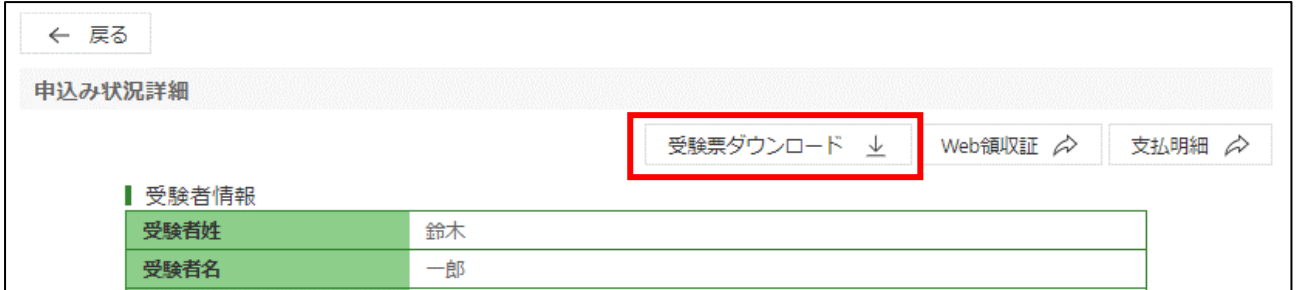 ← 戻る
申込み状況詳細
受験票ダウンロード Web領収証 支払明細
受験者情報
受験者姓 鈴木
受験者名 一郎